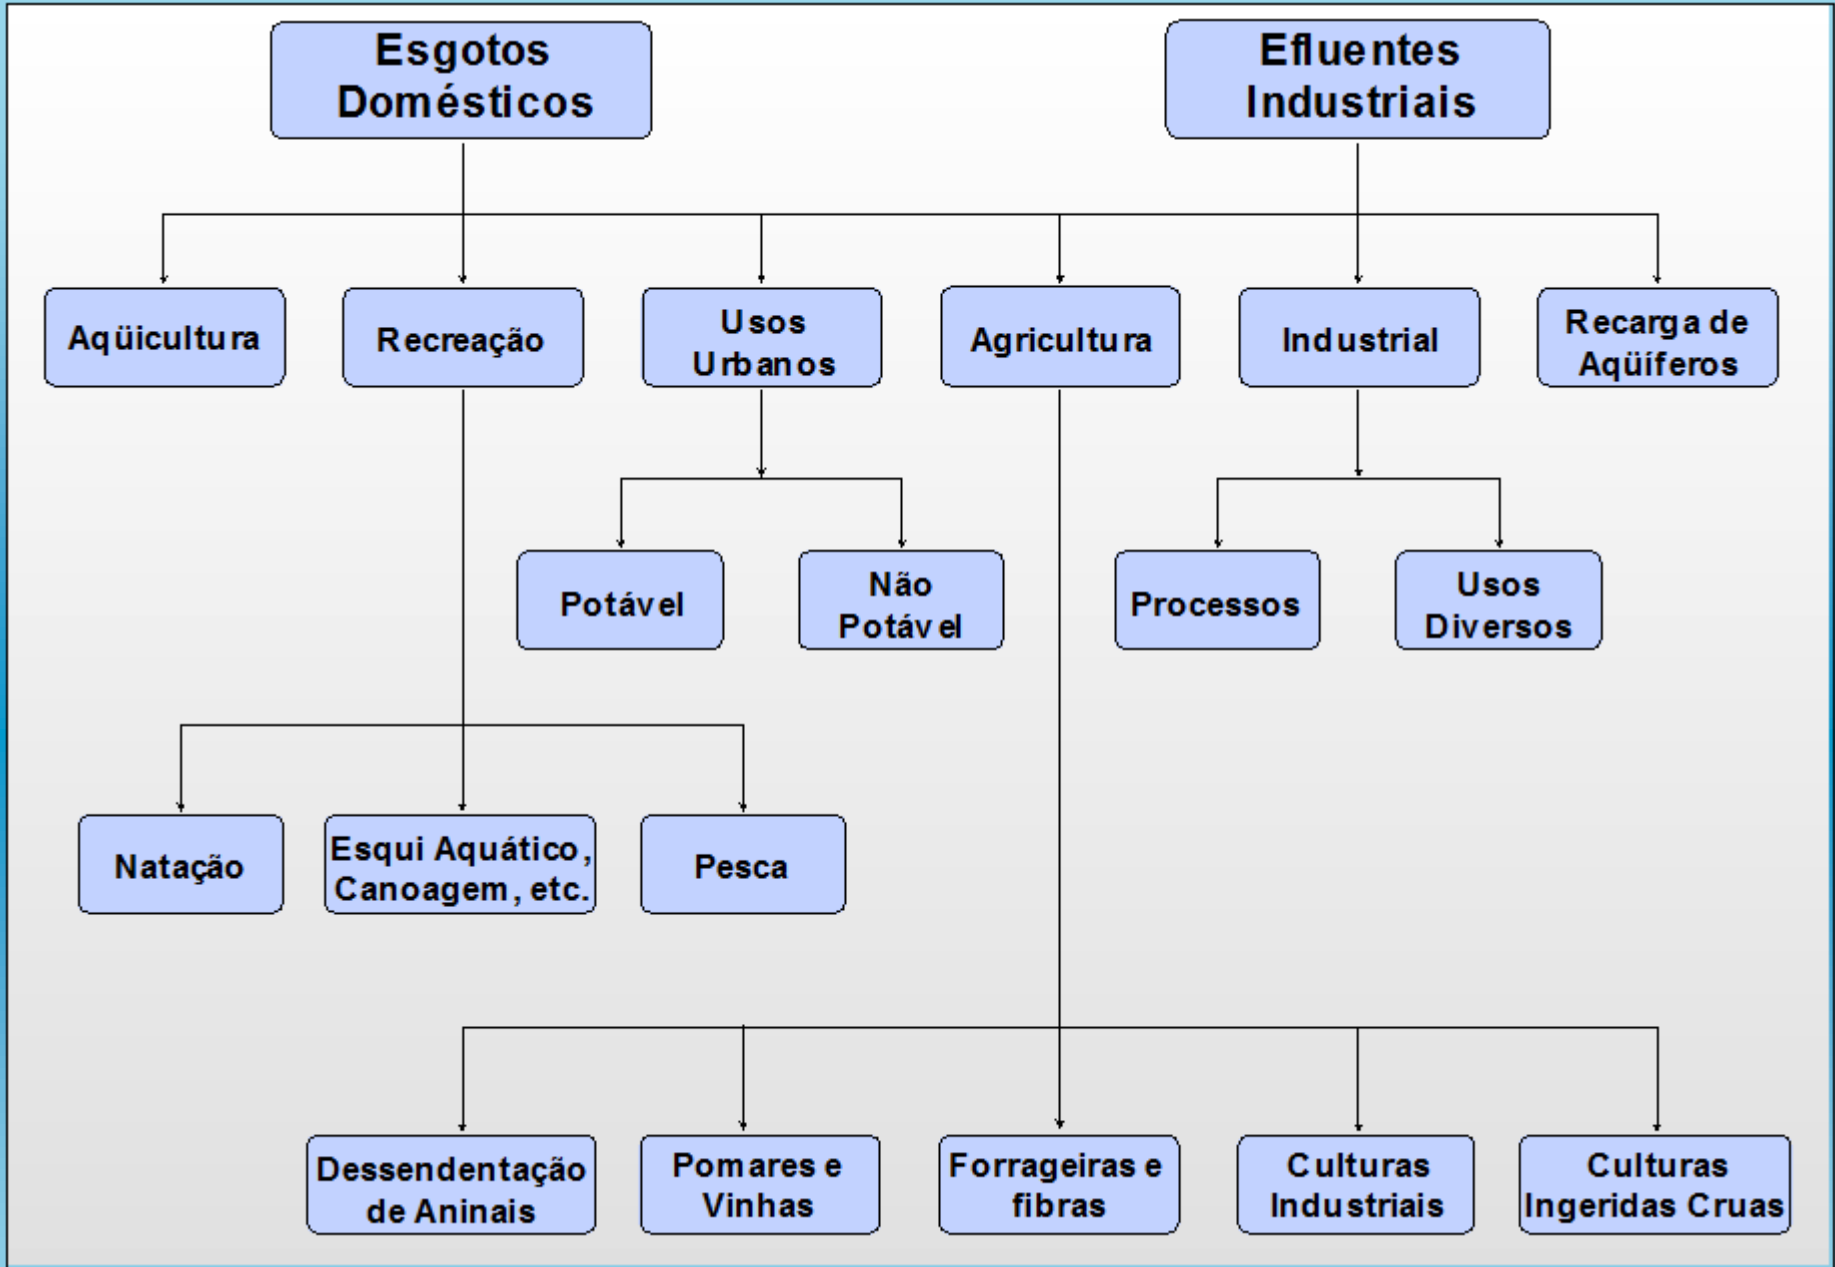 Esgotos
Domésticos
Efluentes
Industriais
Aqüicultura
Recreação
Usos
Urbanos
Agricultura
Industrial
Recarga de
Aqüíferos
Potável
Não
Potável
Processos
Usos
Diversos
Natação
Esqui Aquático,
Canoagem, etc.
Pesca
Dessendentação
de Aninais
Pomares e
Vinhas
Forrageiras e
fibras
Culturas
Industriais
Culturas
Ingeridas Cruas